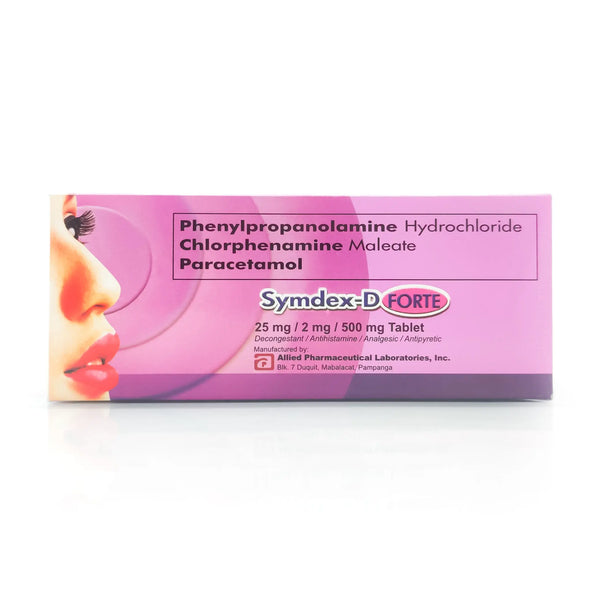 Phenylpropanolamine Hydrochloride
Chlorphenamine Maleate
Paracetamol
Symdex-D FORTE
25 mg / 2 mg / 500 mg Tablet
Decongestant / Antihistamine / Analgesic / Antipyretic
Manufactured by:
Allied Pharmaceutical Laboratories, Inc.
Blk. 7 Duquit, Mabalacat, Pampanga